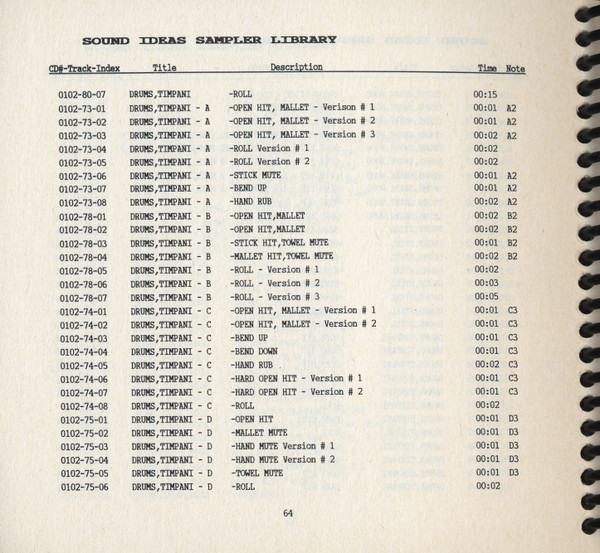 SOUND IDEAS SAMPLER LIBRARY
CD#-Track-Index Title Description Time Note
0102-80-07 DRUMS,TIMPANI -ROLL 00:15
0102-73-01 DRUMS,TIMPANI - A -OPEN HIT, MALLET - Verison # 1 00:01 A2
0102-73-02 DRUMS,TIMPANI - A -OPEN HIT, MALLET - Version # 2 00:01 A2
0102-73-03 DRUMS,TIMPANI - A -OPEN HIT, MALLET - Version # 3 00:02 A2
0102-73-04 DRUMS,TIMPANI - A -ROLL Version # 1 00:02
0102-73-05 DRUMS,TIMPANI - A -ROLL Version # 2 00:02
0102-73-06 DRUMS,TIMPANI - A -STICK MUTE 00:01 A2
0102-73-07 DRUMS,TIMPANI - A -BEND UP 00:01 A2
0102-73-08 DRUMS,TIMPANI - A -HAND RUB 00:02 A2
0102-78-01 DRUMS,TIMPANI - B -OPEN HIT,MALLET 00:01 B2
0102-78-02 DRUMS,TIMPANI - B -OPEN HIT,MALLET 00:01 B2
0102-78-03 DRUMS,TIMPANI - B -STICK HIT,TOWEL MUTE 00:01 B2
0102-78-04 DRUMS,TIMPANI - B -MALLET HIT,TOWEL MUTE 00:02 B2
0102-78-05 DRUMS,TIMPANI - B -ROLL - Version # 1 00:02
0102-78-06 DRUMS,TIMPANI - B -ROLL - Version # 2 00:03
0102-78-07 DRUMS,TIMPANI - B -ROLL - Version # 3 00:05
0102-74-01 DRUMS,TIMPANI - C -OPEN HIT, MALLET - Version # 1 00:01 C3
0102-74-02 DRUMS,TIMPANI - C -OPEN HIT, MALLET - Version # 2 00:01 C3
0102-74-03 DRUMS,TIMPANI - C -BEND UP 00:01 C3
0102-74-04 DRUMS,TIMPANI - C -BEND DOWN 00:01 C3
0102-74-05 DRUMS,TIMPANI - C -HAND RUB 00:02 C3
0102-74-06 DRUMS,TIMPANI - C -HARD OPEN HIT - Version # 1 00:01 C3
0102-74-07 DRUMS,TIMPANI - C -HARD OPEN HIT - Version # 2 00:01 C3
0102-74-08 DRUMS,TIMPANI - C -ROLL 00:02
0102-75-01 DRUMS,TIMPANI - D -OPEN HIT 00:01 D3
0102-75-02 DRUMS,TIMPANI - D -MALLET MUTE 00:01 D3
0102-75-03 DRUMS,TIMPANI - D -HAND MUTE Version # 1 00:01 D3
0102-75-04 DRUMS,TIMPANI - D -HAND MUTE Version # 2 00:01 D3
0102-75-05 DRUMS,TIMPANI - D -TOWEL MUTE 00:01 D3
0102-75-06 DRUMS,TIMPANI - D -ROLL 00:02
64